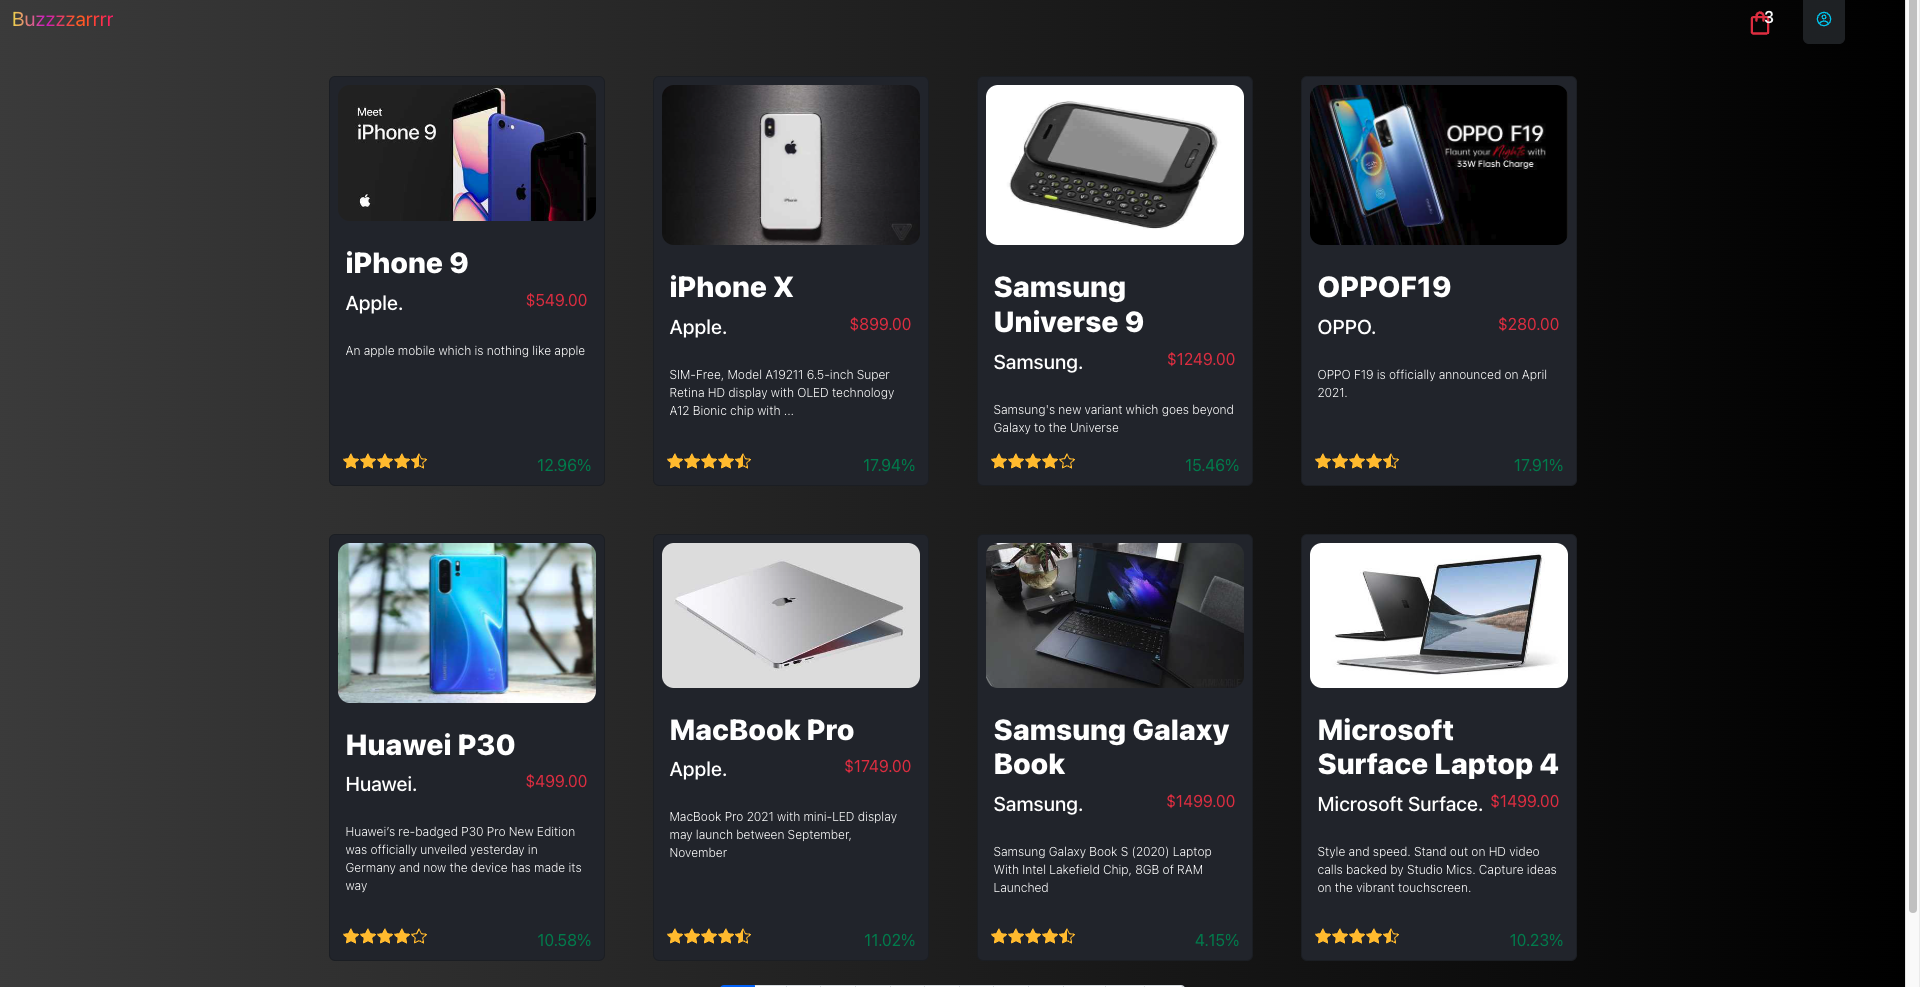 Buzzzzarrrr
3
Meet
iPhone 9
iPhone 9
Apple.
$549.00
An apple mobile which is nothing like apple
12.96%
iPhone
iPhone X
Apple.
$899.00
SIM-Free, Model A19211 6.5-inch Super
Retina HD display with OLED technology
A12 Bionic chip with ...
17.94%
Samsung
Universe 9
Samsung.
$1249.00
Samsung's new variant which goes beyond
Galaxy to the Universe
15.46%
OPPO F19
Flaunt your Nights with
33W Flash Charge
OPPOF19
OPPO.
$280.00
OPPO F19 is officially announced on April
2021.
17.91%
Huawei P30
Huawei.
$499.00
Huawei’s re-badged P30 Pro New Edition
was officially unveiled yesterday in
Germany and now the device has made its
way
10.58%
MacBook Pro
Apple.
$1749.00
MacBook Pro 2021 with mini-LED display
may launch between September,
November
11.02%
Samsung Galaxy
Book
Samsung.
$1499.00
Samsung Galaxy Book S (2020) Laptop
With Intel Lakefield Chip, 8GB of RAM
Launched
4.15%
Microsoft
Surface Laptop 4
Microsoft Surface.
$1499.00
Style and speed. Stand out on HD video
calls backed by Studio Mics. Capture ideas
on the vibrant touchscreen.
10.23%